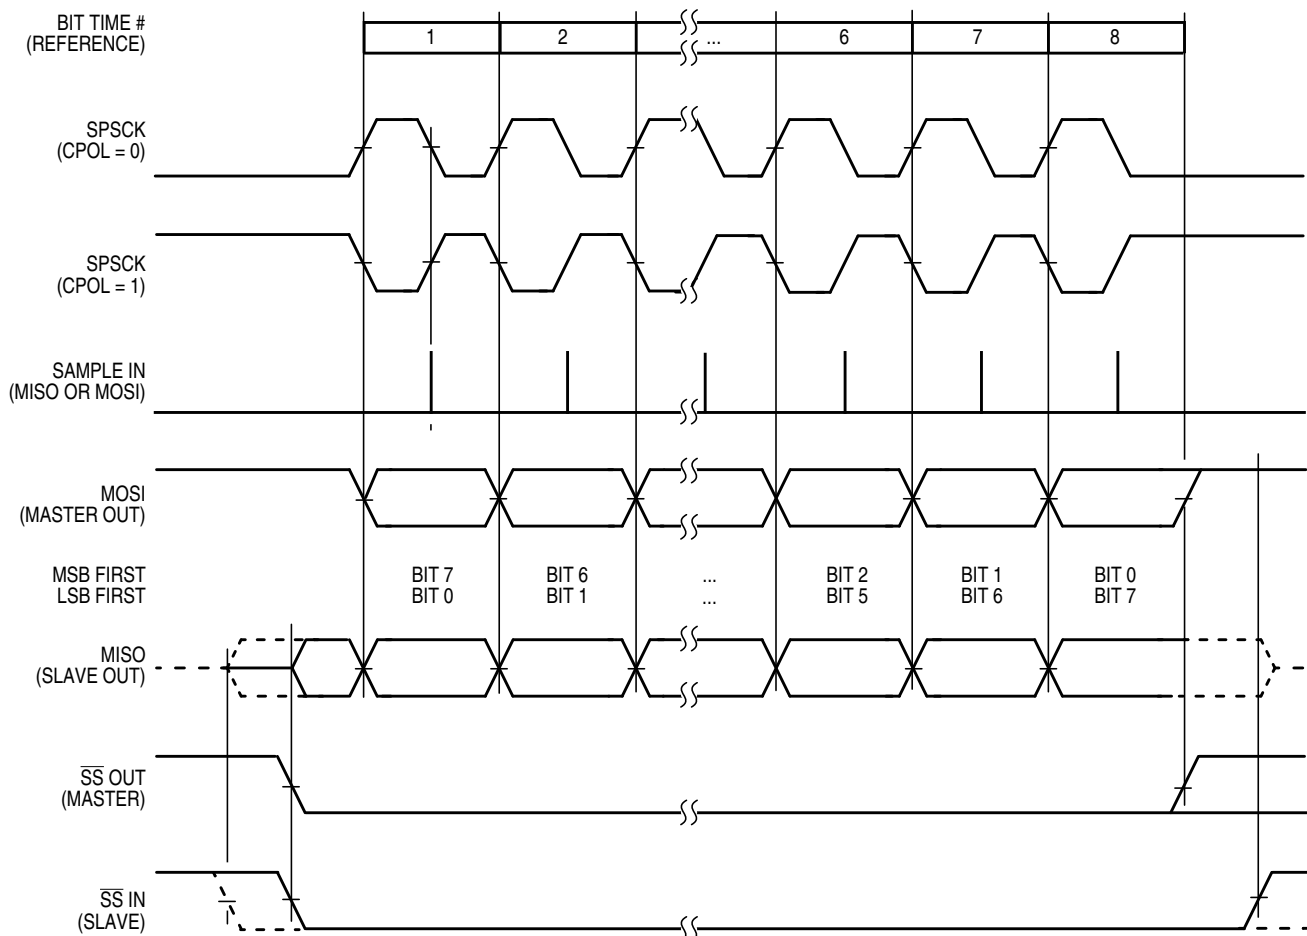 BIT TIME #
(REFERENCE)
1 2 ... 6 7 8
SPSCK
(CPOL = 0)
SPSCK
(CPOL = 1)
SAMPLE IN
(MISO OR MOSI)
MOSI
(MASTER OUT)
MSB FIRST BIT 7 BIT 6 ... BIT 2 BIT 1 BIT 0
LSB FIRST BIT 0 BIT 1 ... BIT 5 BIT 6 BIT 7
MISO
(SLAVE OUT)
S̅S̅ OUT
(MASTER)
S̅S̅ IN
(SLAVE)